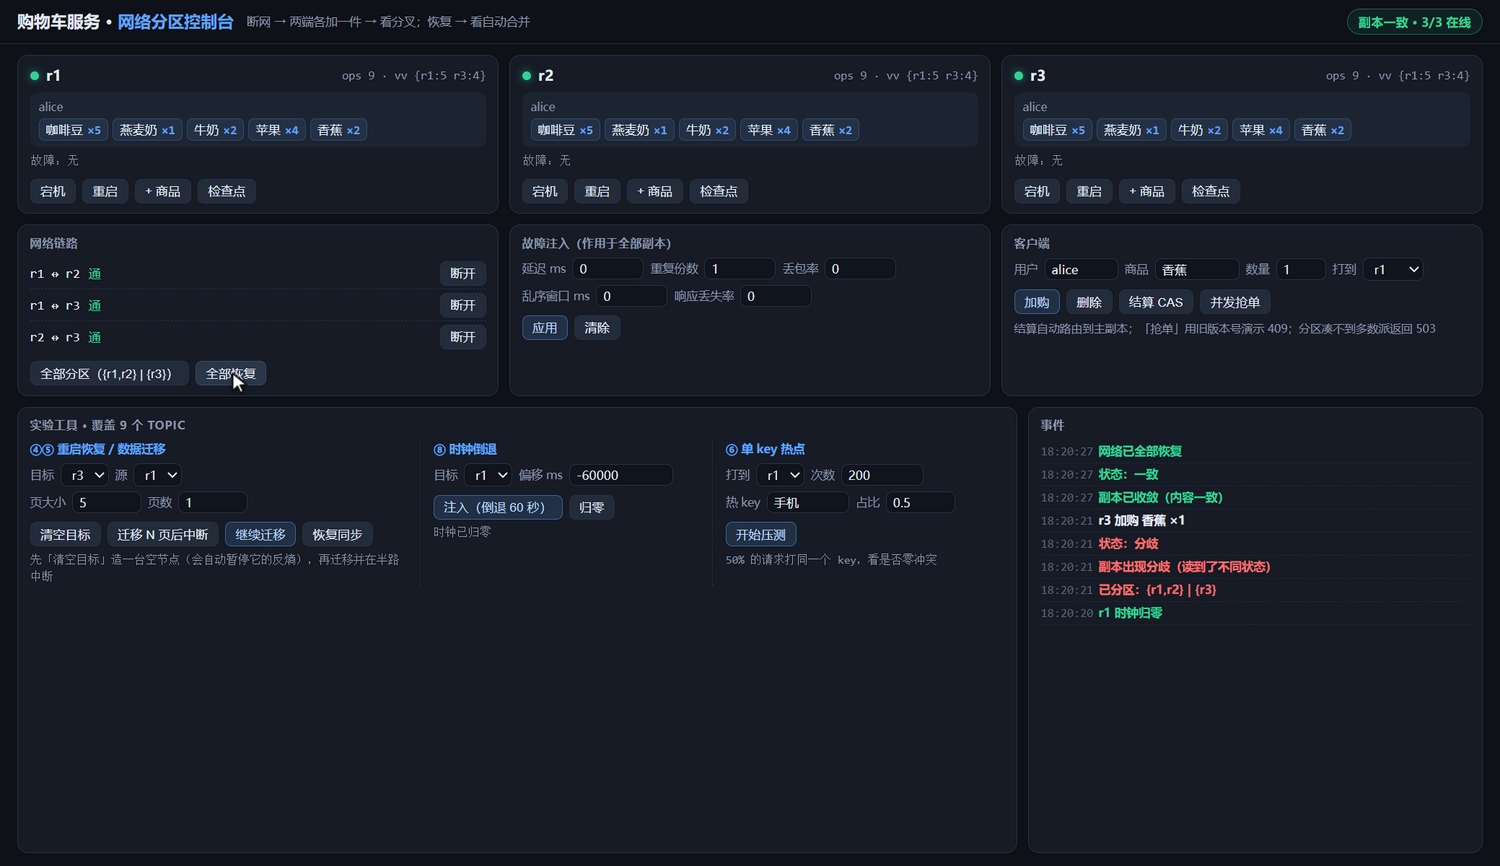 购物车服务 • 网络分区控制台 断网 → 两端各加一件 → 看分叉；恢复 → 看自动合并 副本一致 • 3/3 在线
r1 ops 9 · vv {r1:5 r3:4}
alice
咖啡豆 ×5 燕麦奶 ×1 牛奶 ×2 苹果 ×4 香蕉 ×2
故障：无
宕机 重启 + 商品 检查点
r2 ops 9 · vv {r1:5 r3:4}
alice
咖啡豆 ×5 燕麦奶 ×1 牛奶 ×2 苹果 ×4 香蕉 ×2
故障：无
宕机 重启 + 商品 检查点
r3 ops 9 · vv {r1:5 r3:4}
alice
咖啡豆 ×5 燕麦奶 ×1 牛奶 ×2 苹果 ×4 香蕉 ×2
故障：无
宕机 重启 + 商品 检查点
网络链路
r1 ↔ r2 通 断开
r1 ↔ r3 通 断开
r2 ↔ r3 通 断开
全部分区（{r1,r2} | {r3}） 全部恢复
故障注入（作用于全部副本）
延迟 ms 0 重复份数 1 丢包率 0
乱序窗口 ms 0 响应丢失率 0
应用 清除
客户端
用户 alice 商品 香蕉 数量 1 打到 r1
加购 删除 结算 CAS 并发抢单
结算自动路由到主副本；「抢单」用旧版本号演示 409；分区凑不到多数派返回 503
实验工具 • 覆盖 9 个 TOPIC
④⑤ 重启恢复 / 数据迁移
目标 r3 源 r1
页大小 5 页数 1
清空目标 迁移 N 页后中断 继续迁移 恢复同步
先「清空目标」造一台空节点（会自动暂停它的反熵），再迁移并在半路
中断
⑧ 时钟倒退
目标 r1 偏移 ms -60000
注入（倒退 60 秒） 归零
时钟已归零
⑥ 单 key 热点
打到 r1 次数 200
热 key 手机 占比 0.5
开始压测
50% 的请求打同一个 key，看是否零冲突
事件
18:20:27 网络已全部恢复
18:20:27 状态：一致
18:20:27 副本已收敛（内容一致）
18:20:21 r3 加购 香蕉 ×1
18:20:21 状态：分歧
18:20:21 副本出现分歧（读到了不同状态）
18:20:21 已分区：{r1,r2} | {r3}
18:20:20 r1 时钟归零